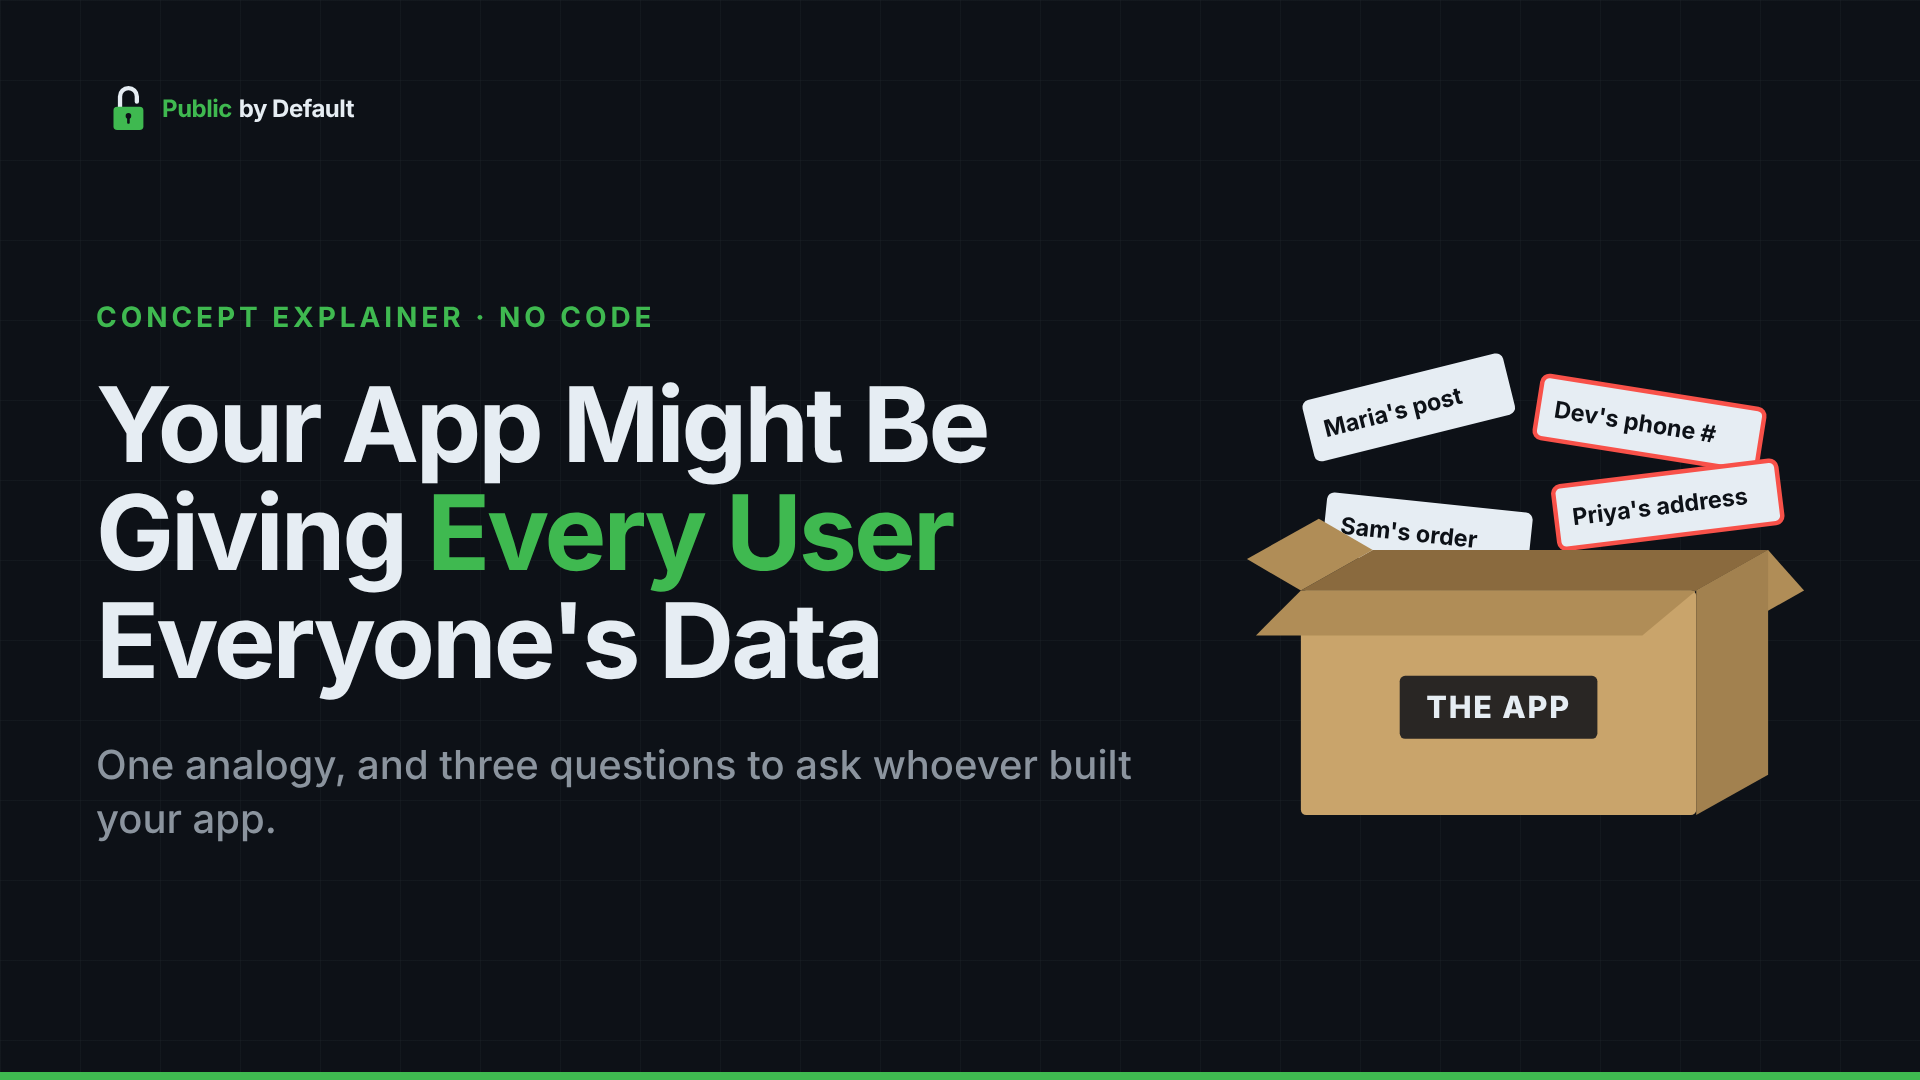 Public by Default
CONCEPT EXPLAINER · NO CODE
Your App Might Be
Giving Every User
Everyone's Data
One analogy, and three questions to ask whoever built
your app.
Maria's post
Dev's phone #
Priya's address
Sam's order
THE APP